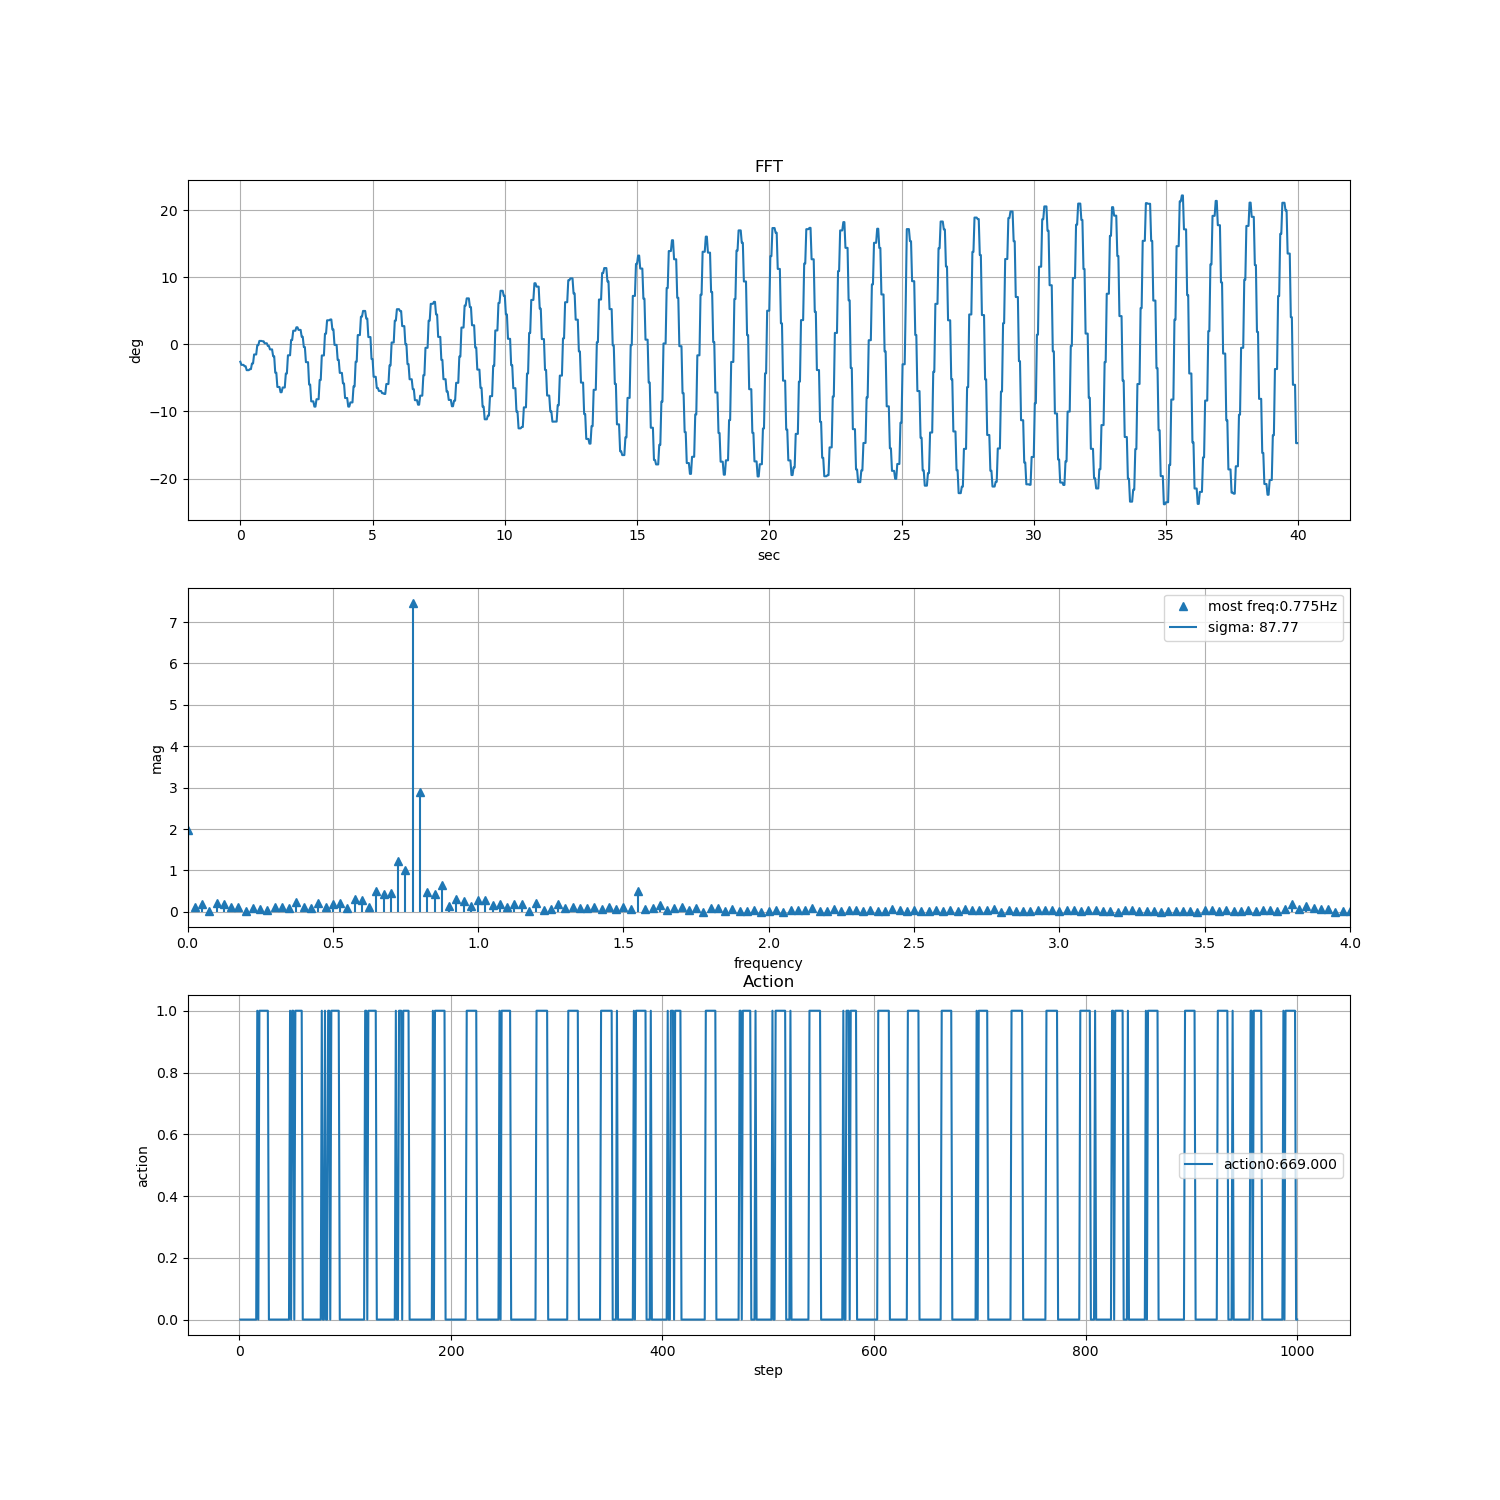 FFT
20
10
0
−10
−20
deg
0 5 10 15 20 25 30 35 40
sec
most freq:0.775Hz
sigma: 87.77
7
6
5
4
3
2
1
0
mag
0.0 0.5 1.0 1.5 2.0 2.5 3.0 3.5 4.0
frequency
Action
1.0
0.8
0.6
0.4
0.2
0.0
action
action0:669.000
0 200 400 600 800 1000
step